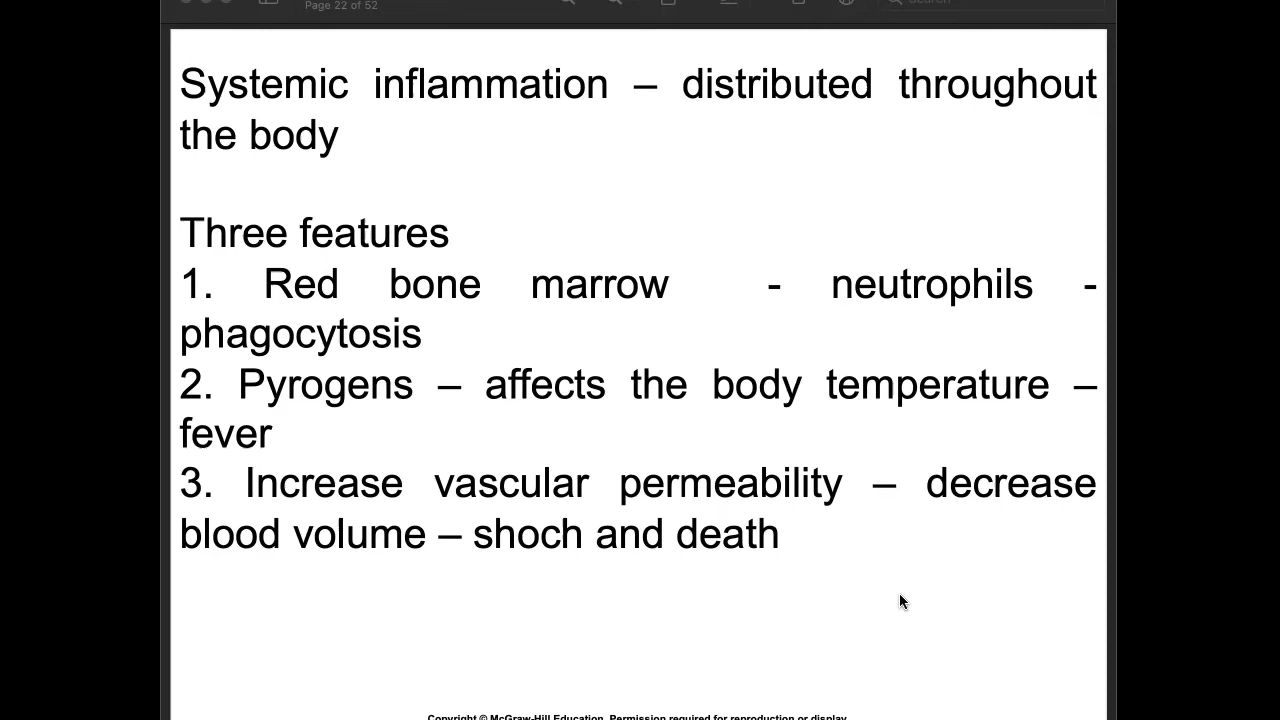 Page 22 of 52
Search
Systemic inflammation – distributed throughout
the body
Three features
1. Red bone marrow - neutrophils -
phagocytosis
2. Pyrogens – affects the body temperature –
fever
3. Increase vascular permeability – decrease
blood volume – shoch and death
Copyright © McGraw-Hill Education. Permission required for reproduction or display.